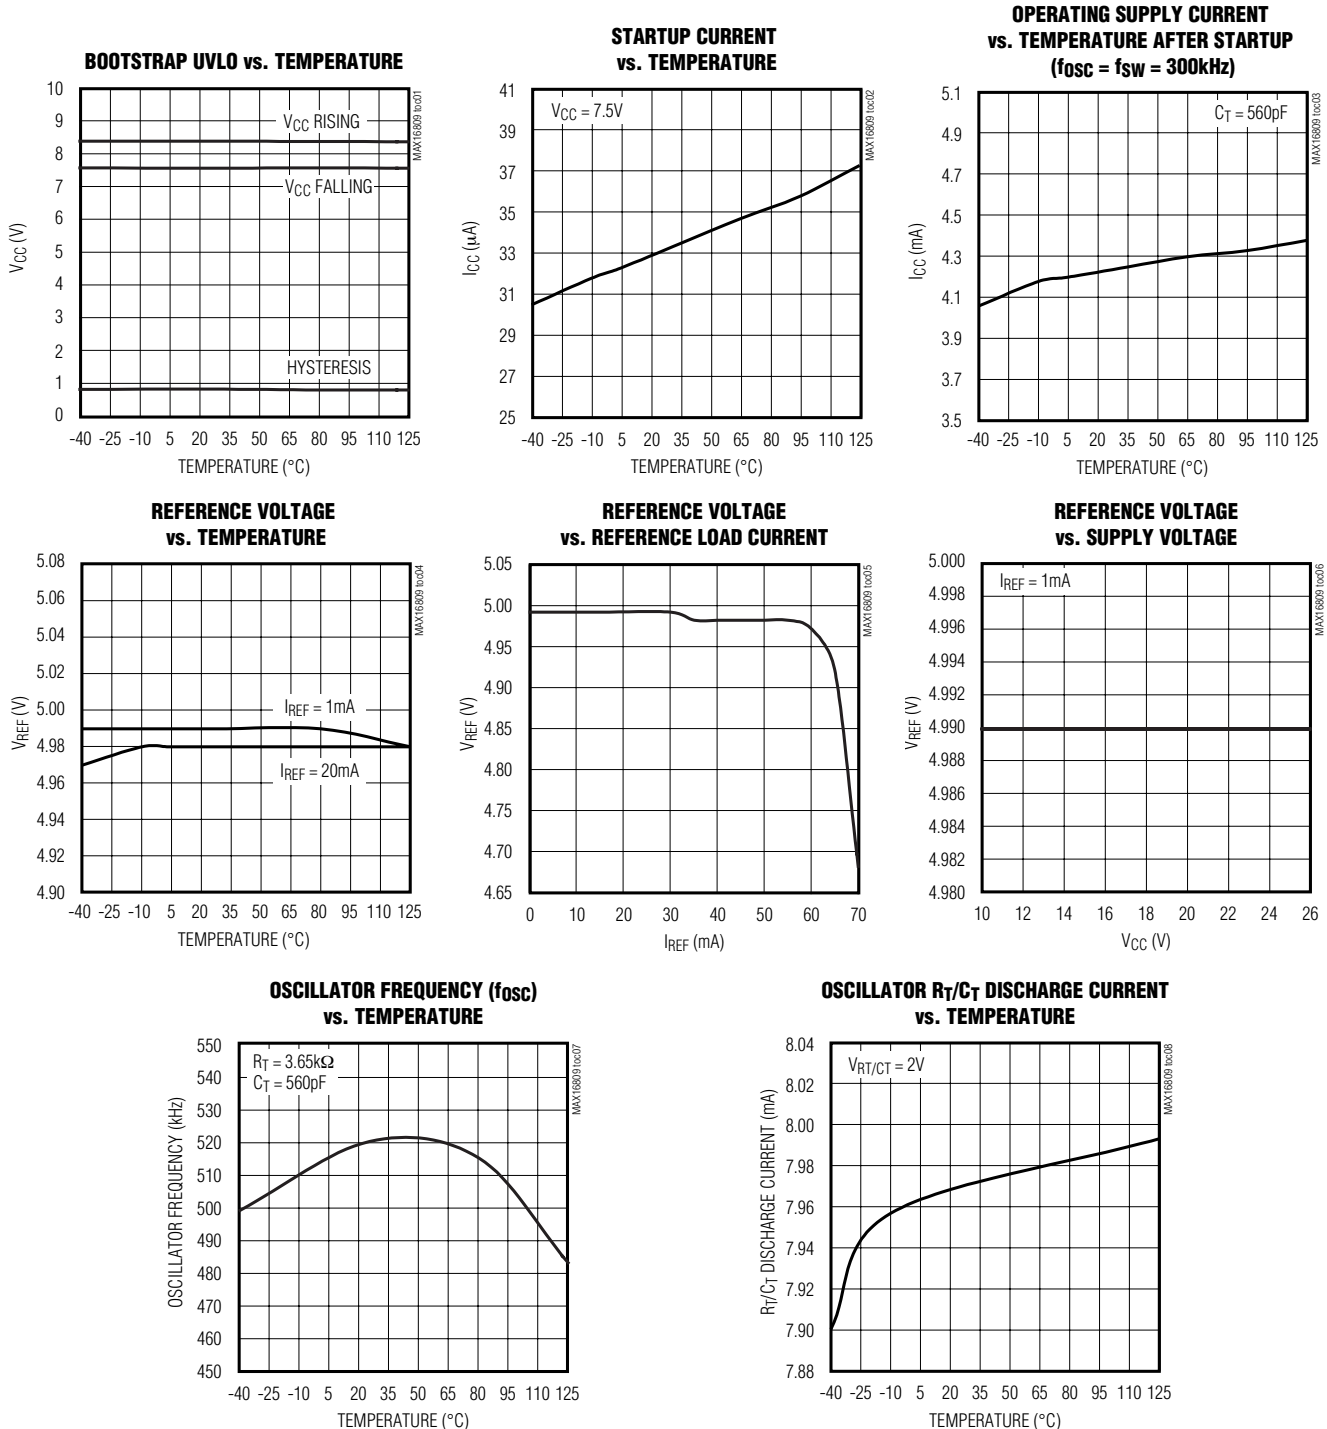 BOOTSTRAP UVLO vs. TEMPERATURE
10
9
8
7
6
5
4
3
2
1
0
VCC (V)
VCC RISING
VCC FALLING
HYSTERESIS
MAX16809 toc01
-40 -25 -10 5 20 35 50 65 80 95 110 125
TEMPERATURE (°C)
STARTUP CURRENT
vs. TEMPERATURE
41
39
37
35
33
31
29
27
25
ICC (μA)
VCC = 7.5V
MAX16809 toc02
-40 -25 -10 5 20 35 50 65 80 95 110 125
TEMPERATURE (°C)
OPERATING SUPPLY CURRENT
vs. TEMPERATURE AFTER STARTUP
(fOSC = fSW = 300kHz)
5.1
4.9
4.7
4.5
4.3
4.1
3.9
3.7
3.5
ICC (mA)
CT = 560pF
MAX16809 toc03
-40 -25 -10 5 20 35 50 65 80 95 110 125
TEMPERATURE (°C)
REFERENCE VOLTAGE
vs. TEMPERATURE
5.08
5.06
5.04
5.02
5.00
4.98
4.96
4.94
4.92
4.90
VREF (V)
IREF = 1mA
IREF = 20mA
MAX16809 toc04
-40 -25 -10 5 20 35 50 65 80 95 110 125
TEMPERATURE (°C)
REFERENCE VOLTAGE
vs. REFERENCE LOAD CURRENT
5.05
5.00
4.95
4.90
4.85
4.80
4.75
4.70
4.65
VREF (V)
MAX16809 toc05
0 10 20 30 40 50 60 70
IREF (mA)
REFERENCE VOLTAGE
vs. SUPPLY VOLTAGE
5.000
4.998
4.996
4.994
4.992
4.990
4.988
4.986
4.984
4.982
4.980
VREF (V)
IREF = 1mA
MAX16809 toc06
10 12 14 16 18 20 22 24 26
VCC (V)
OSCILLATOR FREQUENCY (fOSC)
vs. TEMPERATURE
550
540
530
520
510
500
490
480
470
460
450
OSCILLATOR FREQUENCY (kHz)
RT = 3.65kΩ
CT = 560pF
MAX16809 toc07
-40 -25 -10 5 20 35 50 65 80 95 110 125
TEMPERATURE (°C)
OSCILLATOR RT/CT DISCHARGE CURRENT
vs. TEMPERATURE
8.04
8.02
8.00
7.98
7.96
7.94
7.92
7.90
7.88
RT/CT DISCHARGE CURRENT (mA)
VRT/CT = 2V
MAX16809 toc08
-40 -25 -10 5 20 35 50 65 80 95 110 125
TEMPERATURE (°C)